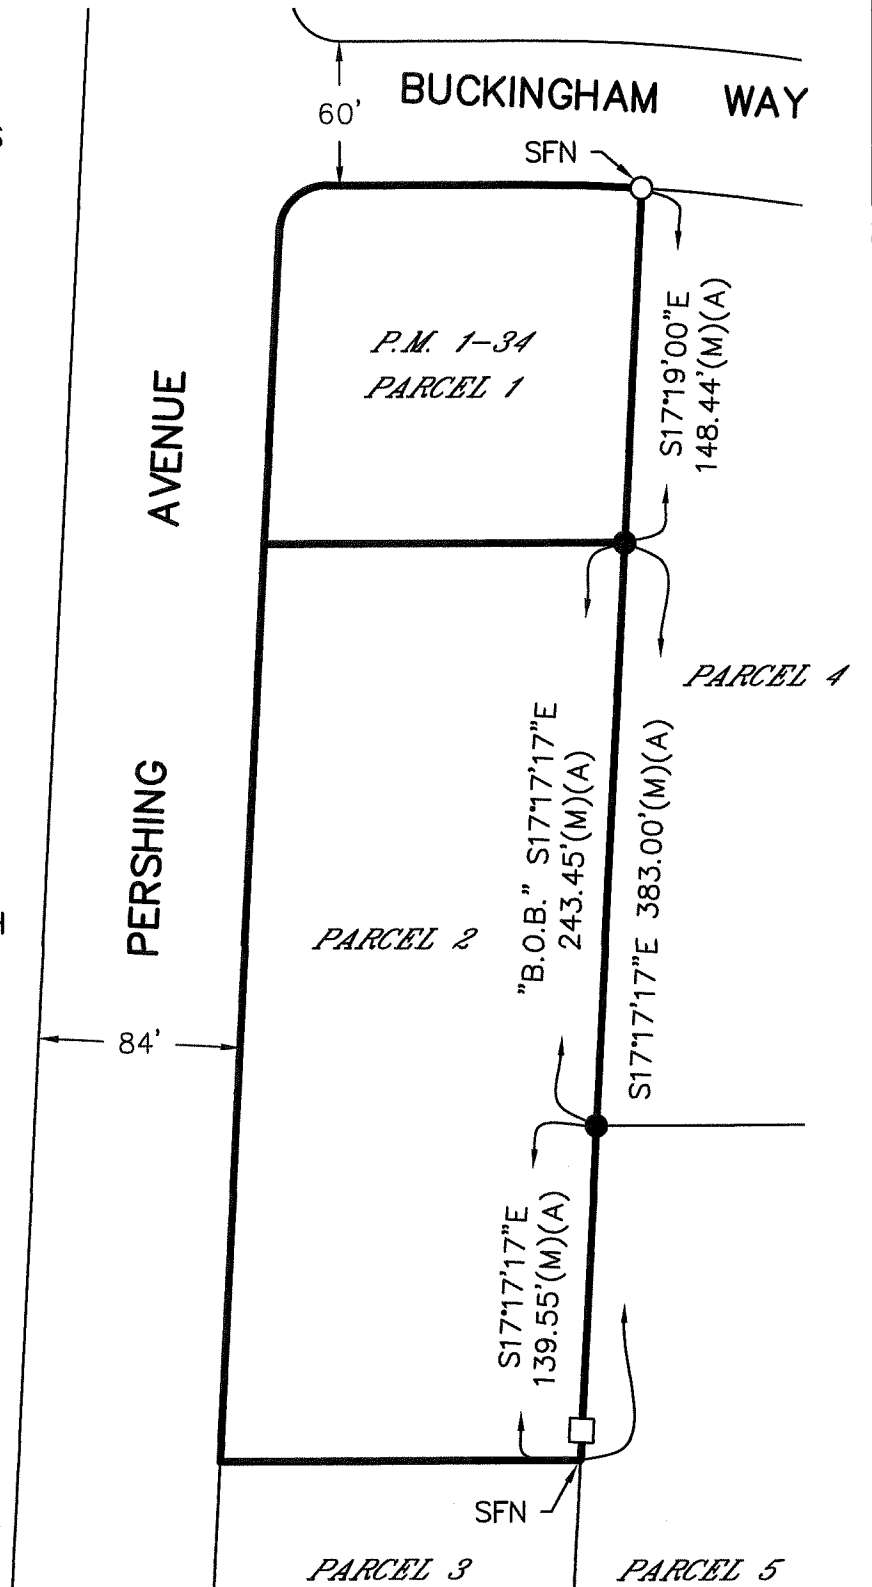 BUCKINGHAM WAY
60'
SFN
P.M. 1-34
PARCEL 1
S17°19'00"E
148.44'(M)(A)
AVENUE
PARCEL 4
"B.O.B." S17°17'17"E
243.45'(M)(A)
S17°17'17"E 383.00'(M)(A)
PERSHING
PARCEL 2
84'
S17°17'17"E
139.55'(M)(A)
SFN
PARCEL 3
PARCEL 5